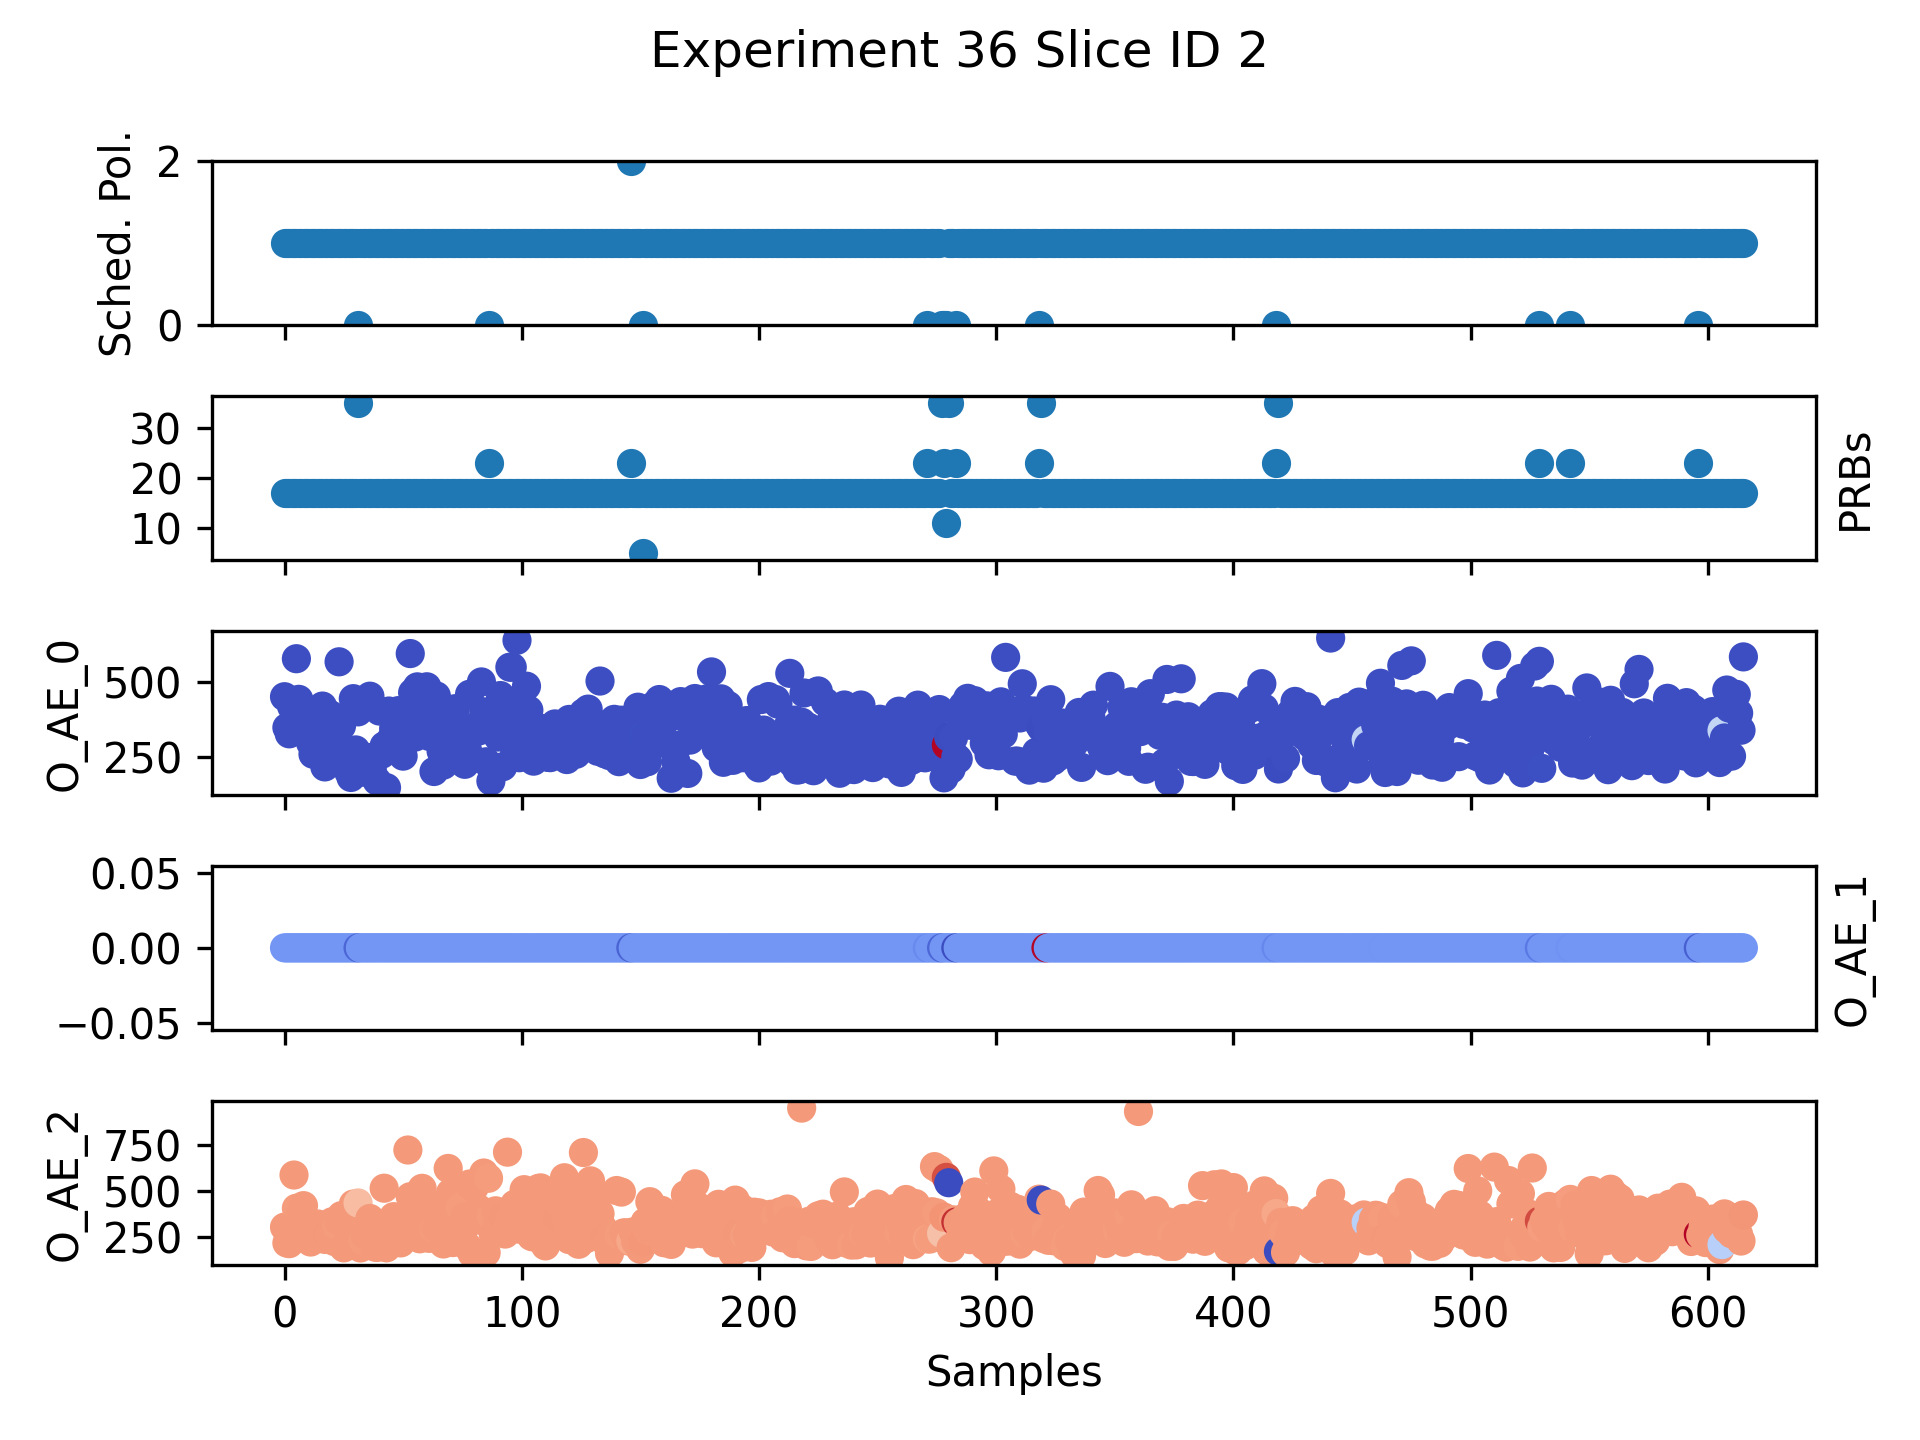 Experiment 36 Slice ID 2
Sched. Pol.
2
0
30
20
10
PRBs
O_AE_0
500
250
0.05
0.00
−0.05
O_AE_1
O_AE_2
750
500
250
0 100 200 300 400 500 600
Samples